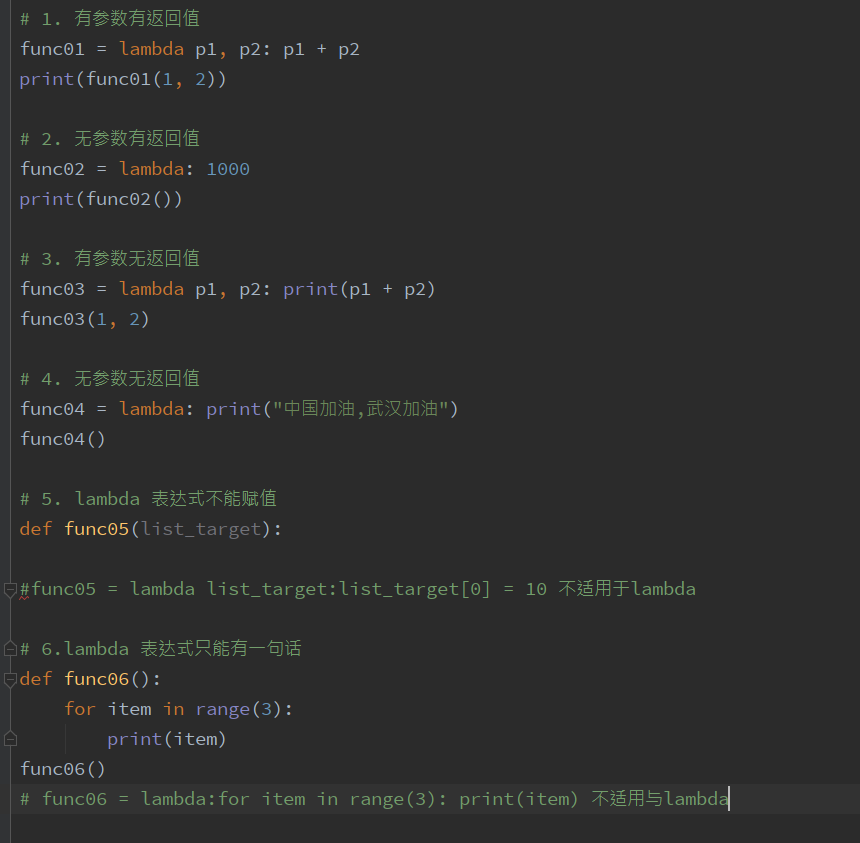 # 1. 有参数有返回值
func01 = lambda p1, p2: p1 + p2
print(func01(1, 2))
# 2. 无参数有返回值
func02 = lambda: 1000
print(func02())
# 3. 有参数无返回值
func03 = lambda p1, p2: print(p1 + p2)
func03(1, 2)
# 4. 无参数无返回值
func04 = lambda: print("中国加油,武汉加油")
func04()
# 5. lambda 表达式不能赋值
def func05(list_target):
#func05 = lambda list_target:list_target[0] = 10 不适用于lambda
# 6.lambda 表达式只能有一句话
def func06():
    for item in range(3):
        print(item)
func06()
# func06 = lambda:for item in range(3): print(item) 不适用与lambda